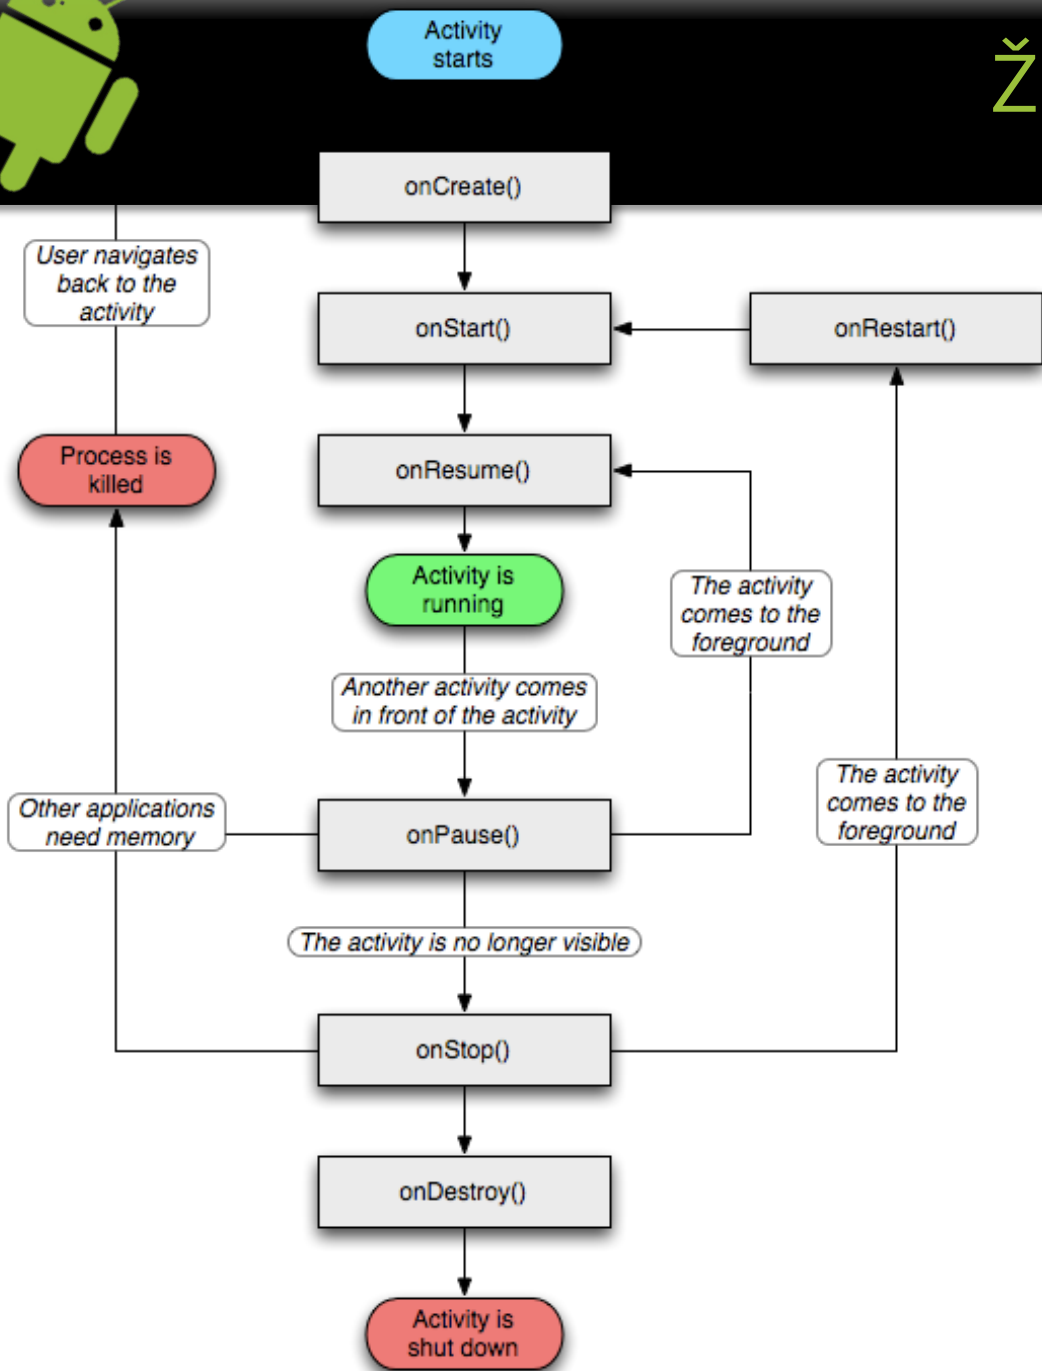 Activity
starts
Ž
onCreate()
User navigates
back to the
activity
onStart()
onRestart()
Process is
killed
onResume()
Activity is
running
The activity
comes to the
foreground
Another activity comes
in front of the activity
The activity
comes to the
foreground
Other applications
need memory
onPause()
The activity is no longer visible
onStop()
onDestroy()
Activity is
shut down